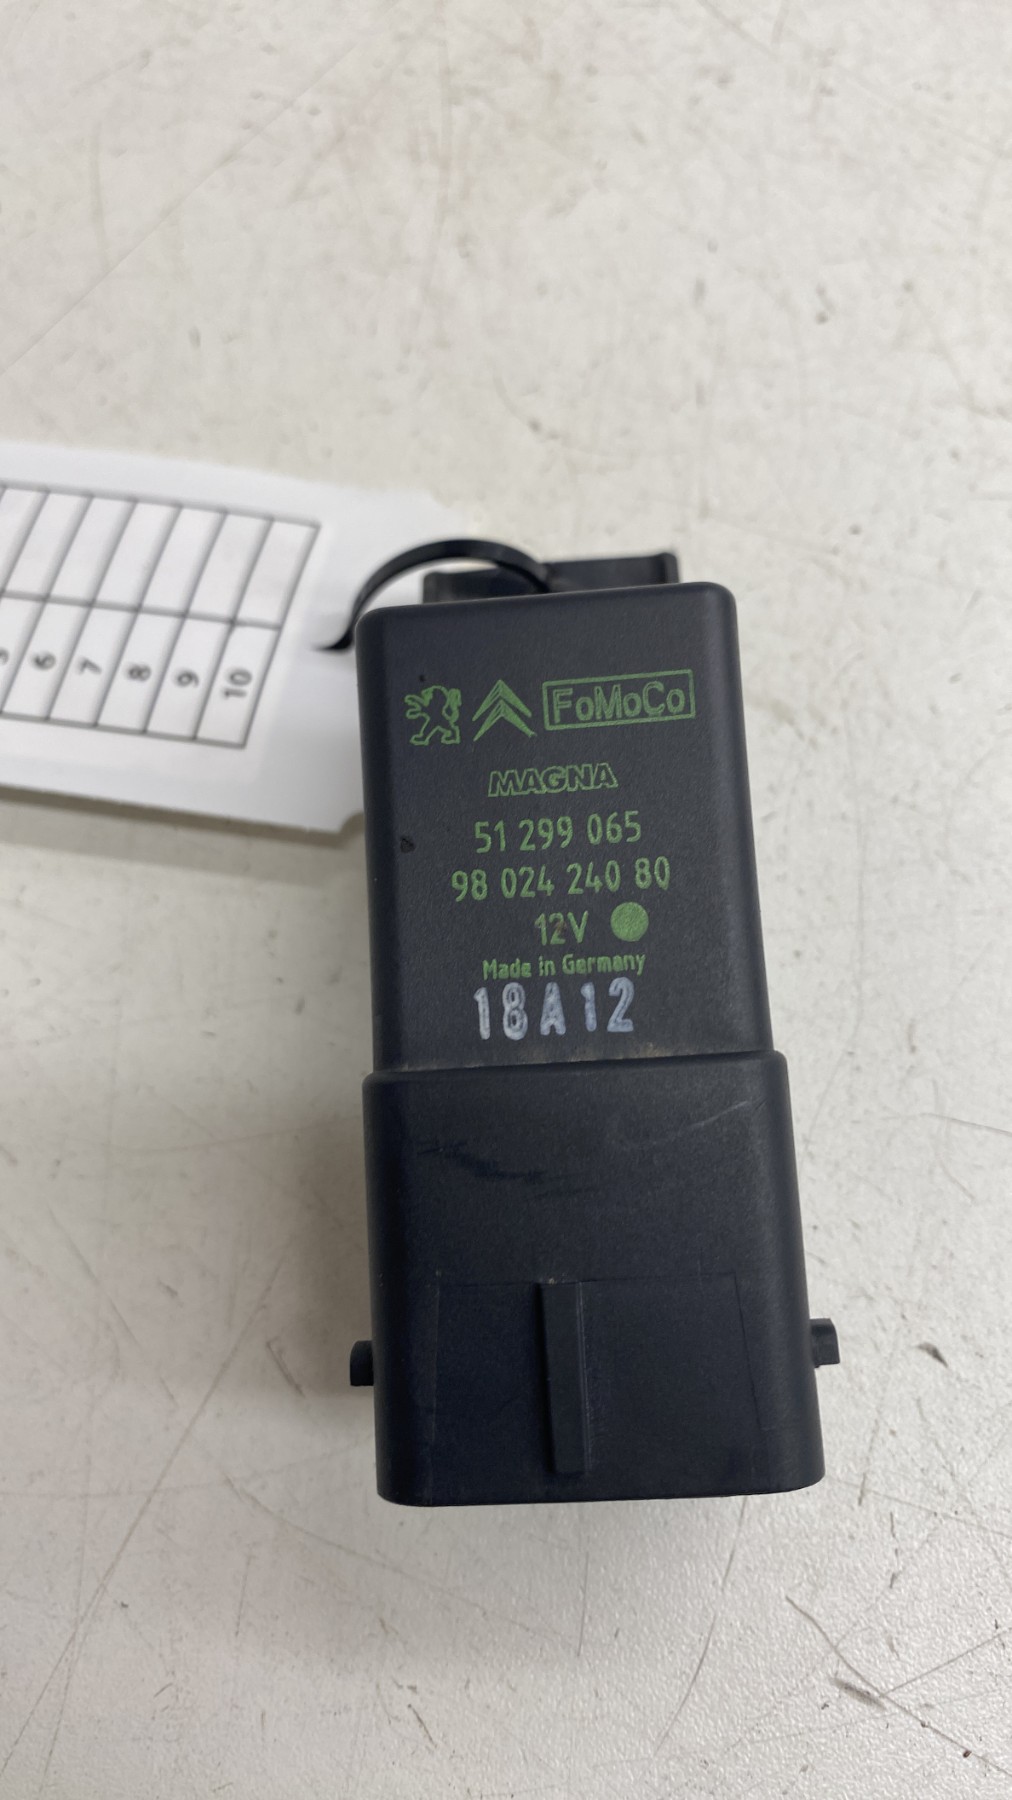 FoMoCo
MAGNA
51 299 065
98 024 240 80
12V
Made in Germany
18A12
6
7
8
9
10